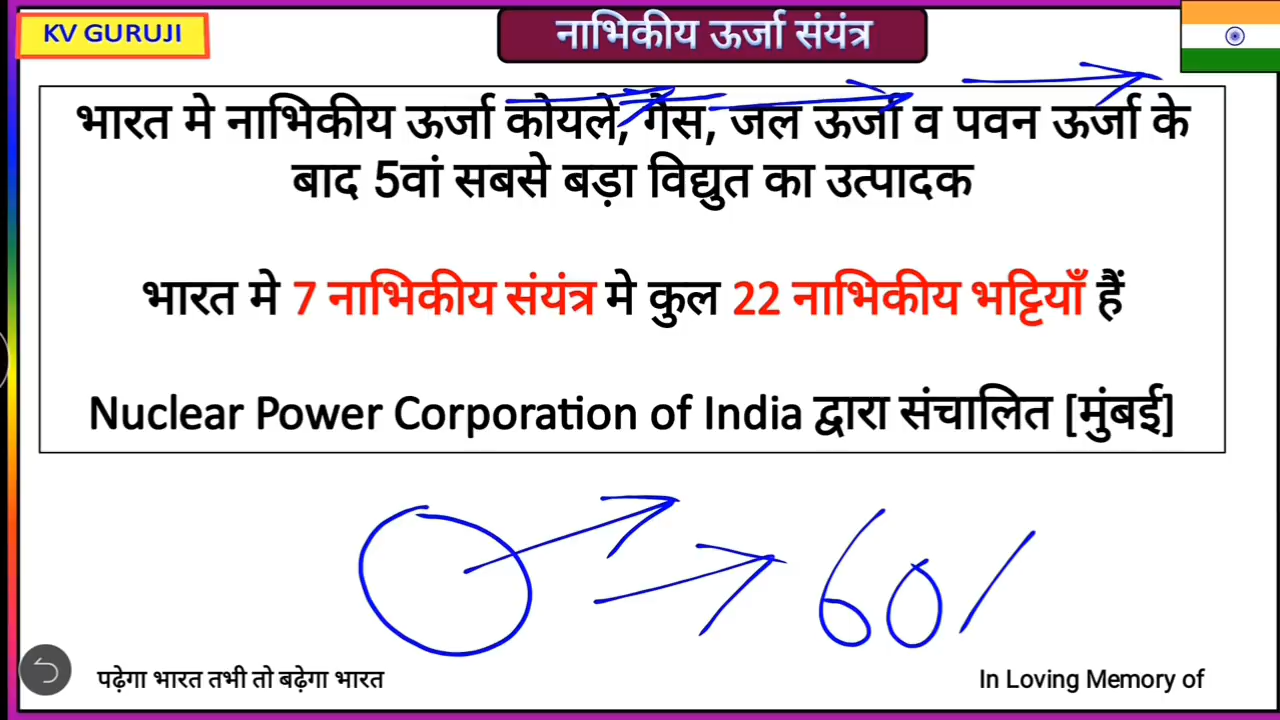 KV GURUJI
नाभिकीय ऊर्जा संयंत्र
भारत मे नाभिकीय ऊर्जा कोयले, गैस, जल ऊर्जा व पवन ऊर्जा के
बाद 5वां सबसे बड़ा विद्युत का उत्पादक
भारत मे 7 नाभिकीय संयंत्र मे कुल 22 नाभिकीय भट्टियाँ हैं
Nuclear Power Corporation of India द्वारा संचालित [मुंबई]
60/
पढ़ेगा भारत तभी तो बढ़ेगा भारत
In Loving Memory of